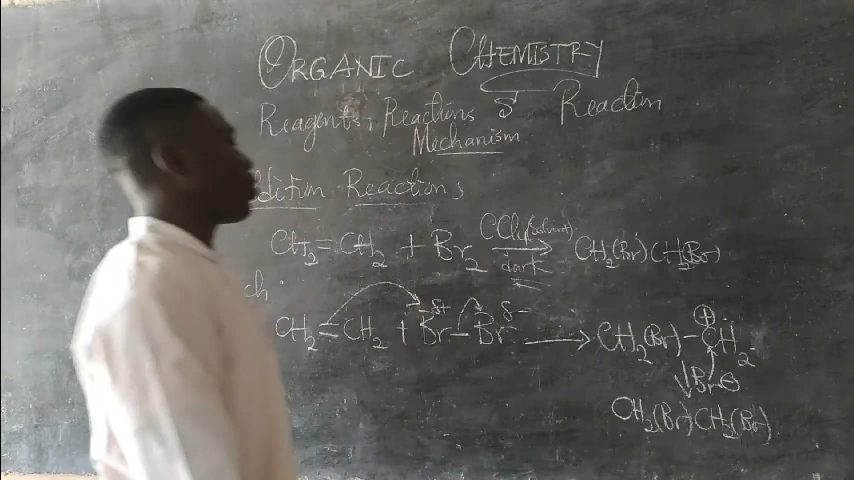 ORGANIC CHEMISTRY
Reagents, Reactions & Reaction
Mechanism
ddition Reactions
CH2=CH2 + Br2 CCl4(Solvent) dark → CH2(Br)CH2(Br)
ch:
CH2=CH2 + Br δ+ – Br δ- → CH2(Br)–CH2 ⊕
↓ Br⊖
CH2(Br)CH2(Br)